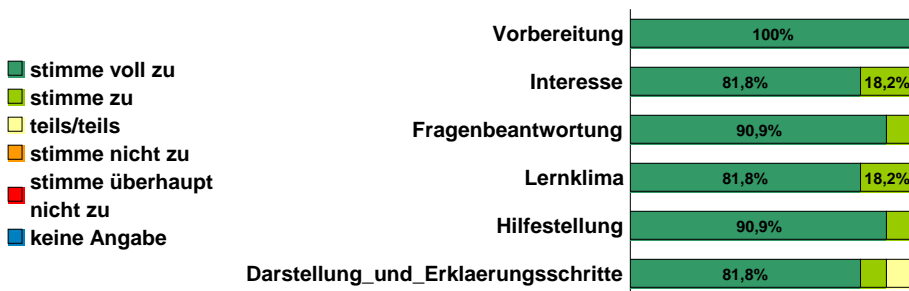 Vorbereitung
100%
stimme voll zu
Interesse
81,8%
18,2%
stimme zu
teils/teils
Fragenbeantwortung
90,9%
stimme nicht zu
Lernklima
81,8%
18,2%
stimme überhaupt
nicht zu
Hilfestellung
90,9%
keine Angabe
Darstellung_und_Erklaerungsschritte
81,8%